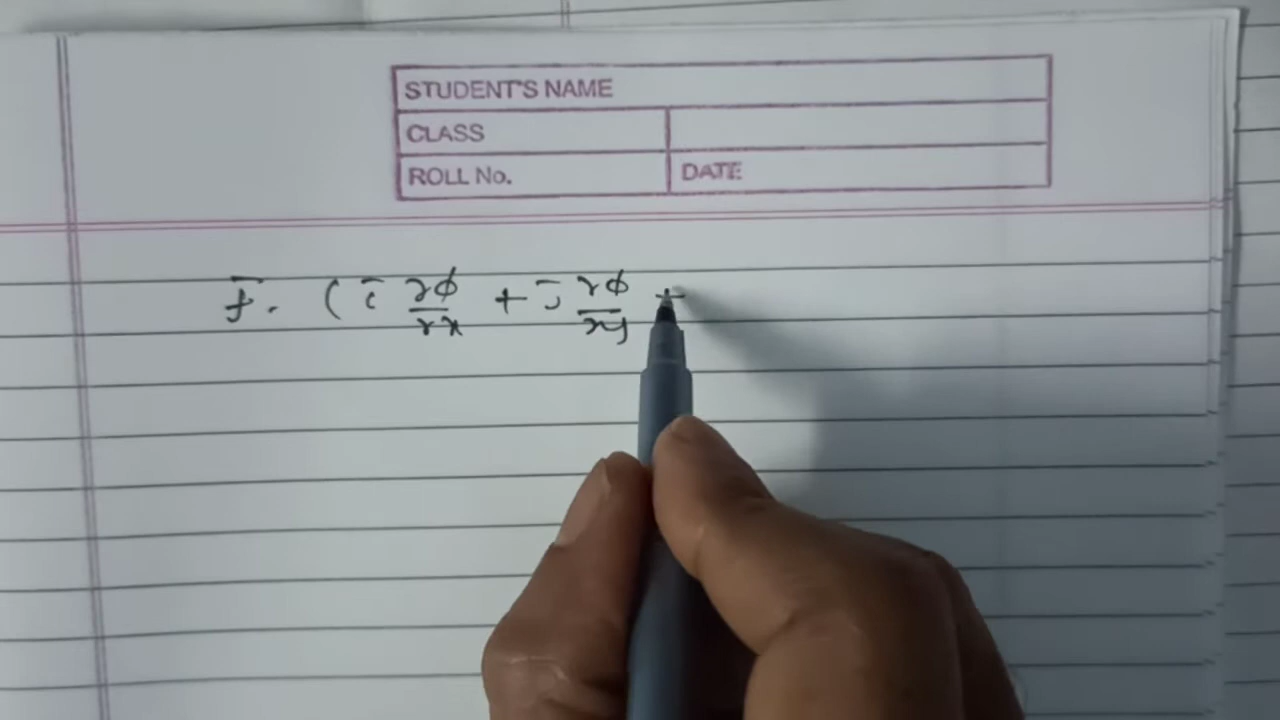 STUDENT'S NAME
CLASS
ROLL No. DATE
f̄. ( ī ∂φ/∂x + j̄ ∂φ/∂y +